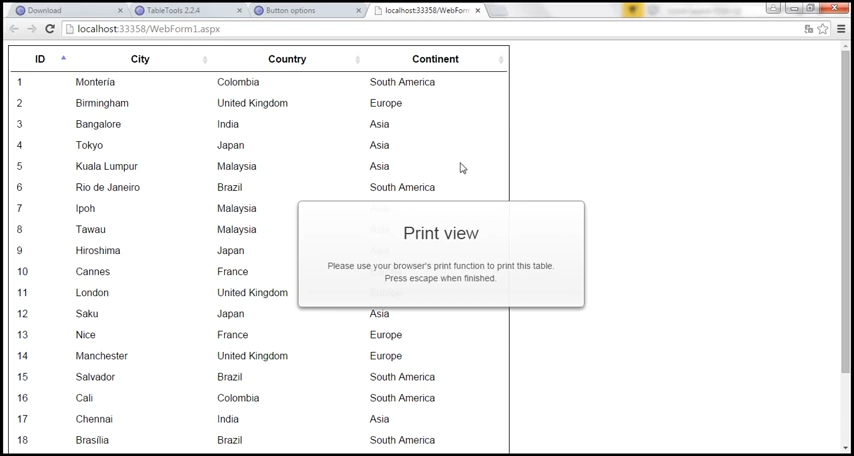 Download
TableTools 2.2.4
Button options
localhost:33358/WebForm
localhost:33358/WebForm1.aspx
ID City Country Continent
1 Montería Colombia South America
2 Birmingham United Kingdom Europe
3 Bangalore India Asia
4 Tokyo Japan Asia
5 Kuala Lumpur Malaysia Asia
6 Rio de Janeiro Brazil South America
7 Ipoh Malaysia
8 Tawau Malaysia
9 Hiroshima Japan
10 Cannes France
11 London United Kingdom
12 Saku Japan Asia
13 Nice France Europe
14 Manchester United Kingdom Europe
15 Salvador Brazil South America
16 Cali Colombia South America
17 Chennai India Asia
18 Brasília Brazil South America
Print view
Please use your browser's print function to print this table.
Press escape when finished.